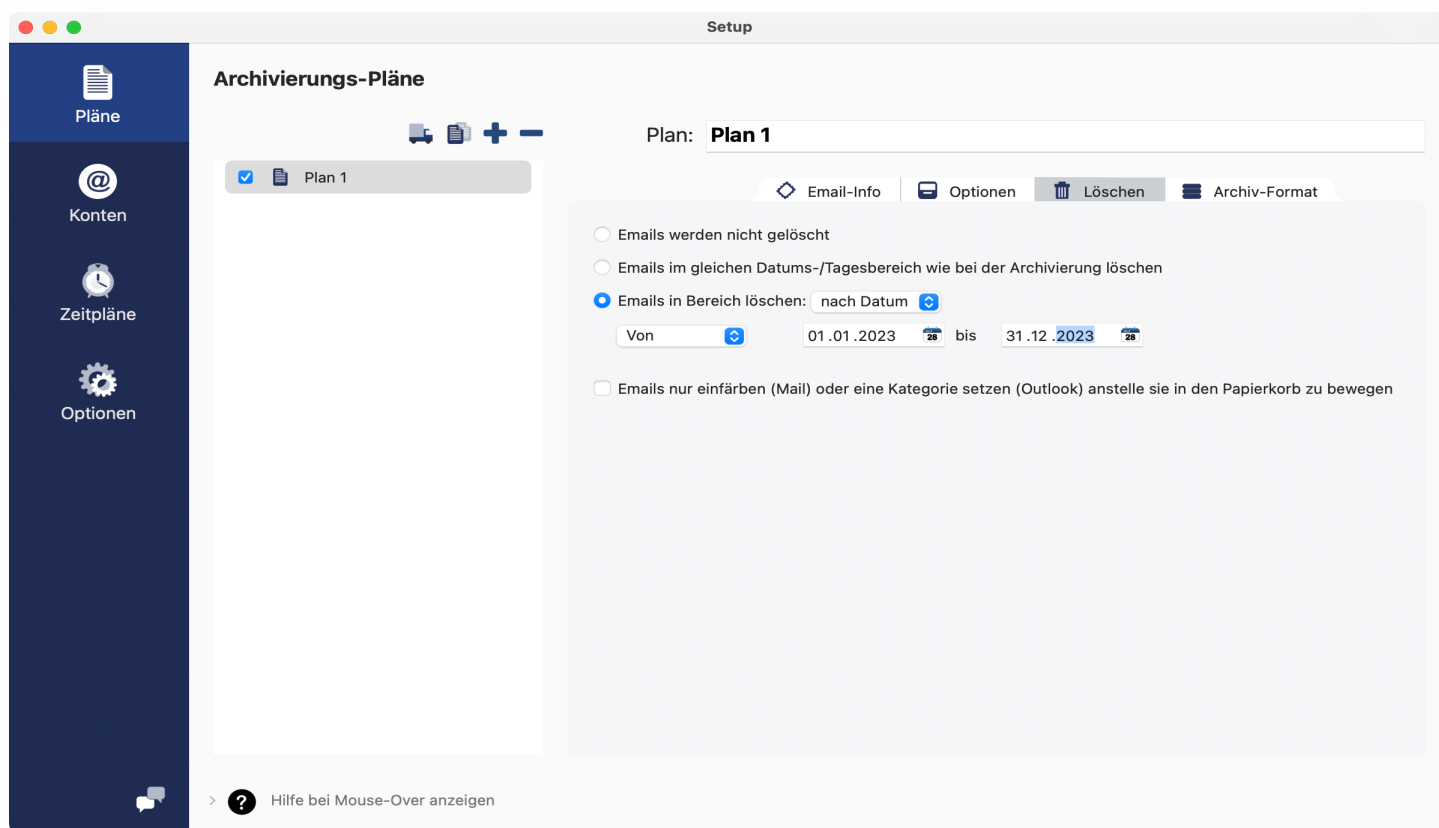 Setup
Pläne
Konten
Zeitpläne
Optionen
Archivierungs-Pläne
Plan 1
Plan: Plan 1
Email-Info Optionen Löschen Archiv-Format
Emails werden nicht gelöscht
Emails im gleichen Datums-/Tagesbereich wie bei der Archivierung löschen
Emails in Bereich löschen: nach Datum
Von 01.01.2023 28 bis 31.12.2023 28
Emails nur einfärben (Mail) oder eine Kategorie setzen (Outlook) anstelle sie in den Papierkorb zu bewegen
? Hilfe bei Mouse-Over anzeigen